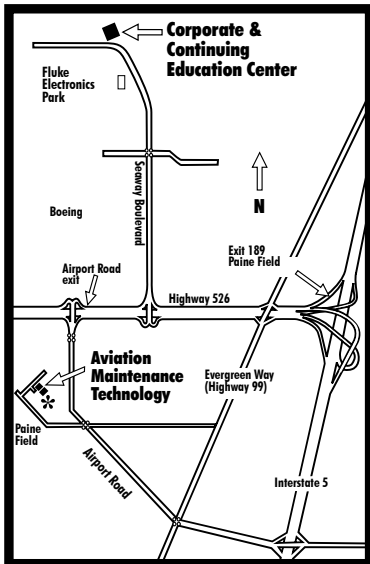 Corporate &
Continuing
Education Center
Fluke
Electronics
Park
Seaway Boulevard
N
Boeing
Exit 189
Paine Field
Airport Road
exit
Highway 526
Aviation
Maintenance
Technology
Evergreen Way
(Highway 99)
Paine
Field
Airport Road
Interstate 5